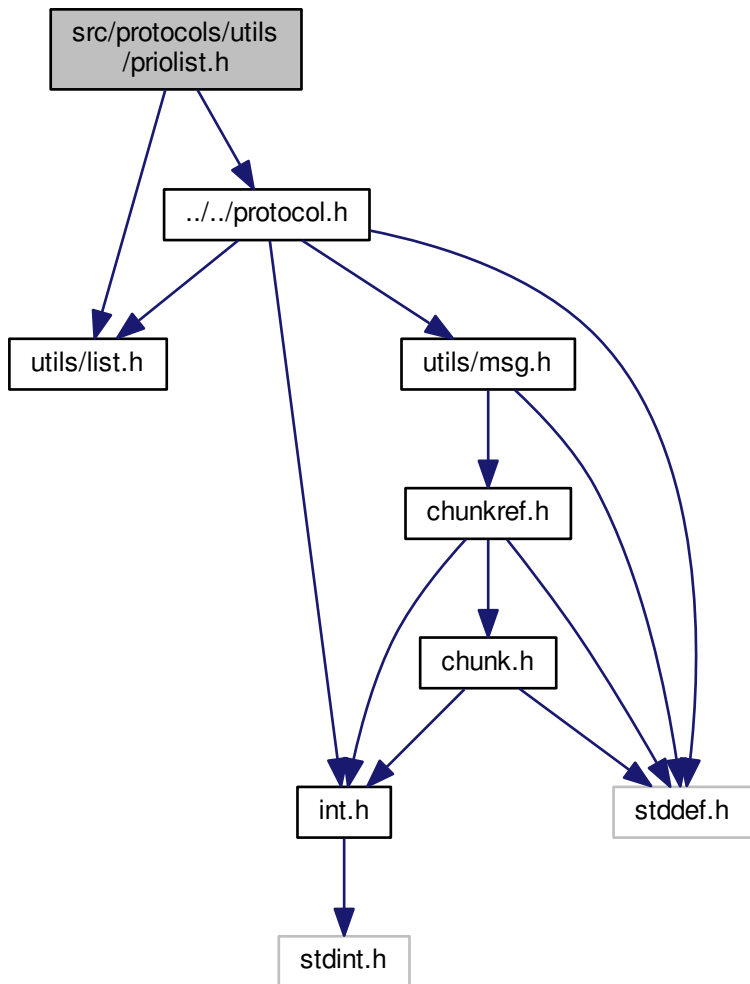 src/protocols/utils
/priolist.h
../../protocol.h
utils/list.h
utils/msg.h
chunkref.h
chunk.h
int.h
stddef.h
stdint.h